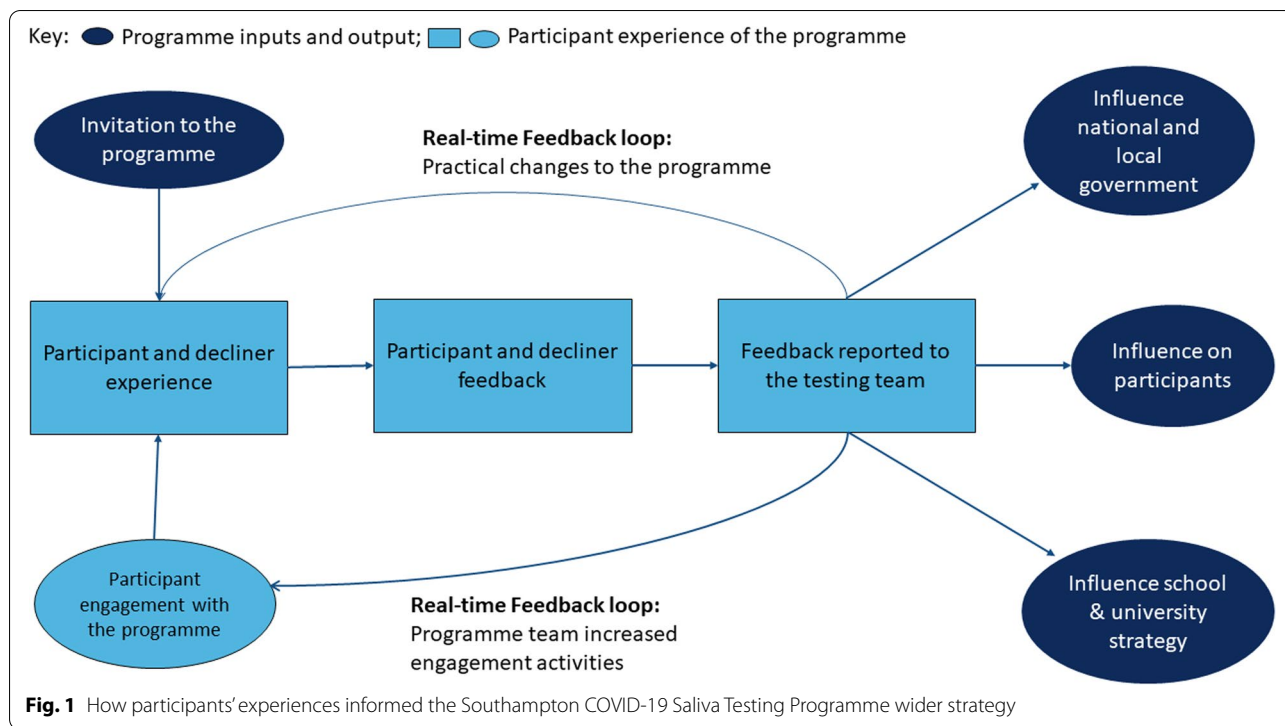 Key: Programme inputs and output; Participant experience of the programme
Invitation to the
programme
Real-time Feedback loop:
Practical changes to the programme
Influence
national and
local
government
Participant and decliner
experience
Participant and decliner
feedback
Feedback reported to
the testing team
Influence on
participants
Participant
engagement with
the programme
Real-time Feedback loop:
Programme team increased
engagement activities
Influence school
& university
strategy
Fig. 1 How participants’ experiences informed the Southampton COVID-19 Saliva Testing Programme wider strategy